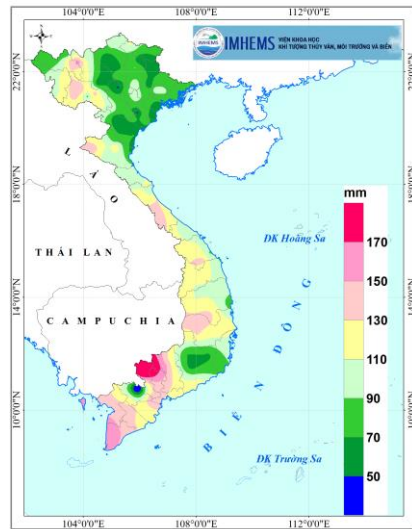 104°0'0"E 108°0'0"E 112°0'0"E
IMHEMS
VIỆN KHOA HỌC
KHÍ TƯỢNG THỦY VĂN, MÔI TRƯỜNG VÀ BIỂN
22°0'0"N
18°0'0"N
LÀO
mm
170
150
130
110
90
70
50
ĐK Hoàng Sa
THÁI LAN
14°0'0"N
CAMPUCHIA
BIỂN ĐÔNG
10°0'0"N
ĐK Trường Sa
104°0'0"E 108°0'0"E 112°0'0"E